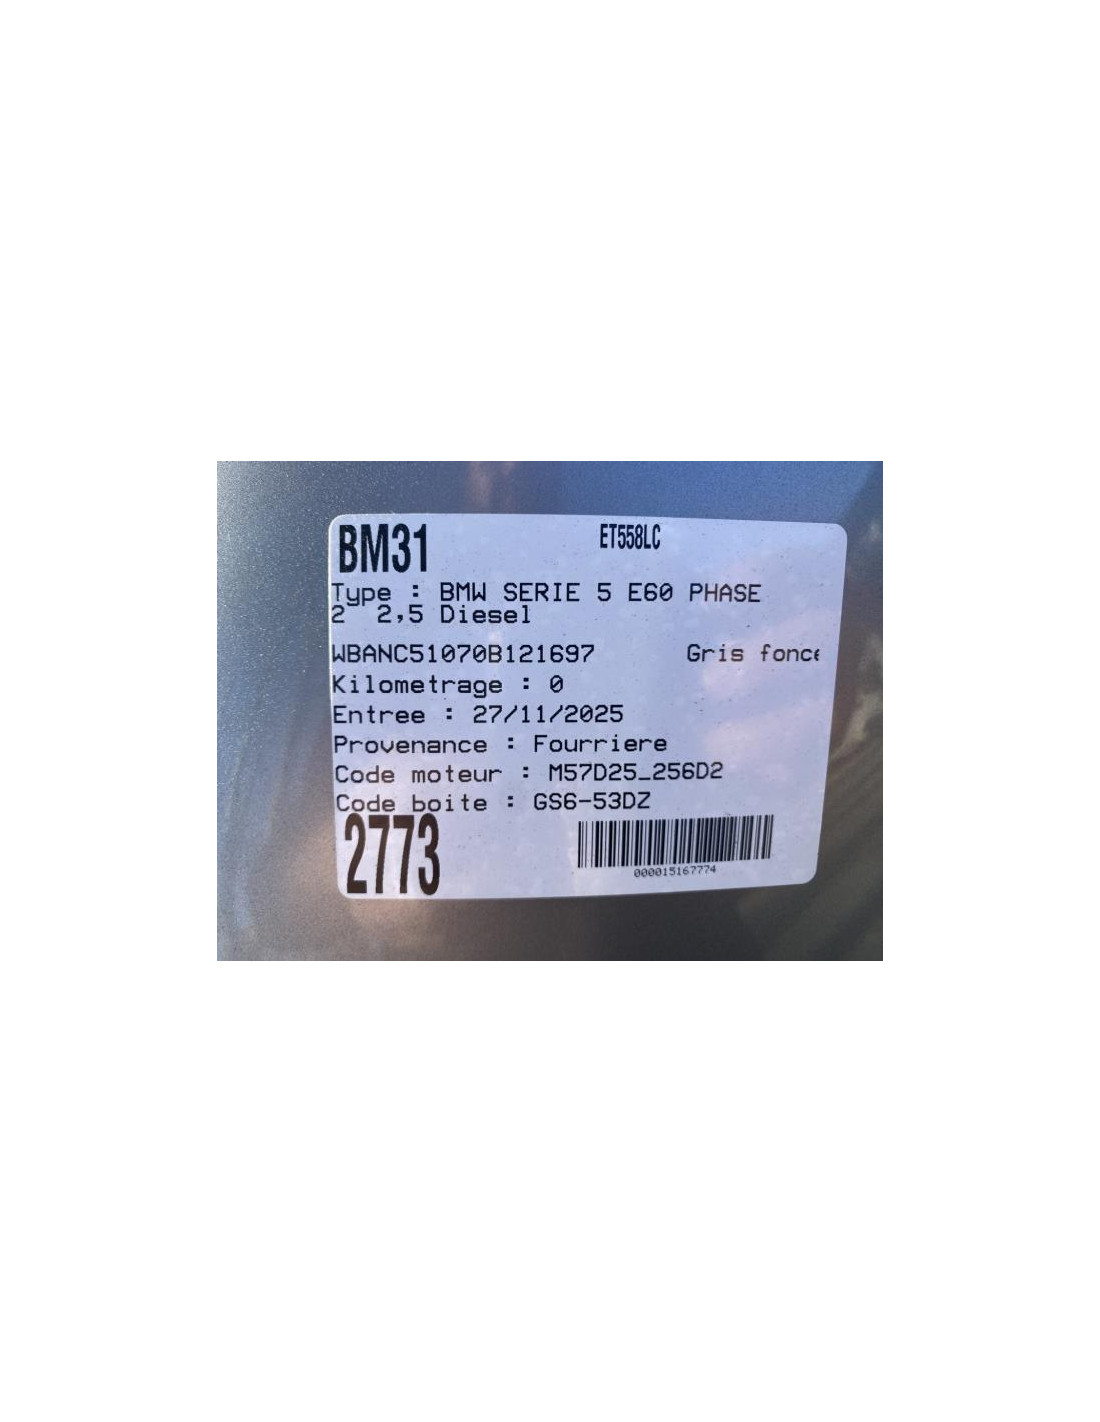 BM31 ET558LC
Type : BMW SERIE 5 E60 PHASE
2  2,5 Diesel
WBANC51070B121697 Gris fonce
Kilometrage : 0
Entree : 27/11/2025
Provenance : Fourriere
Code moteur : M57D25_256D2
Code boite : GS6-53DZ
2773
000015167774